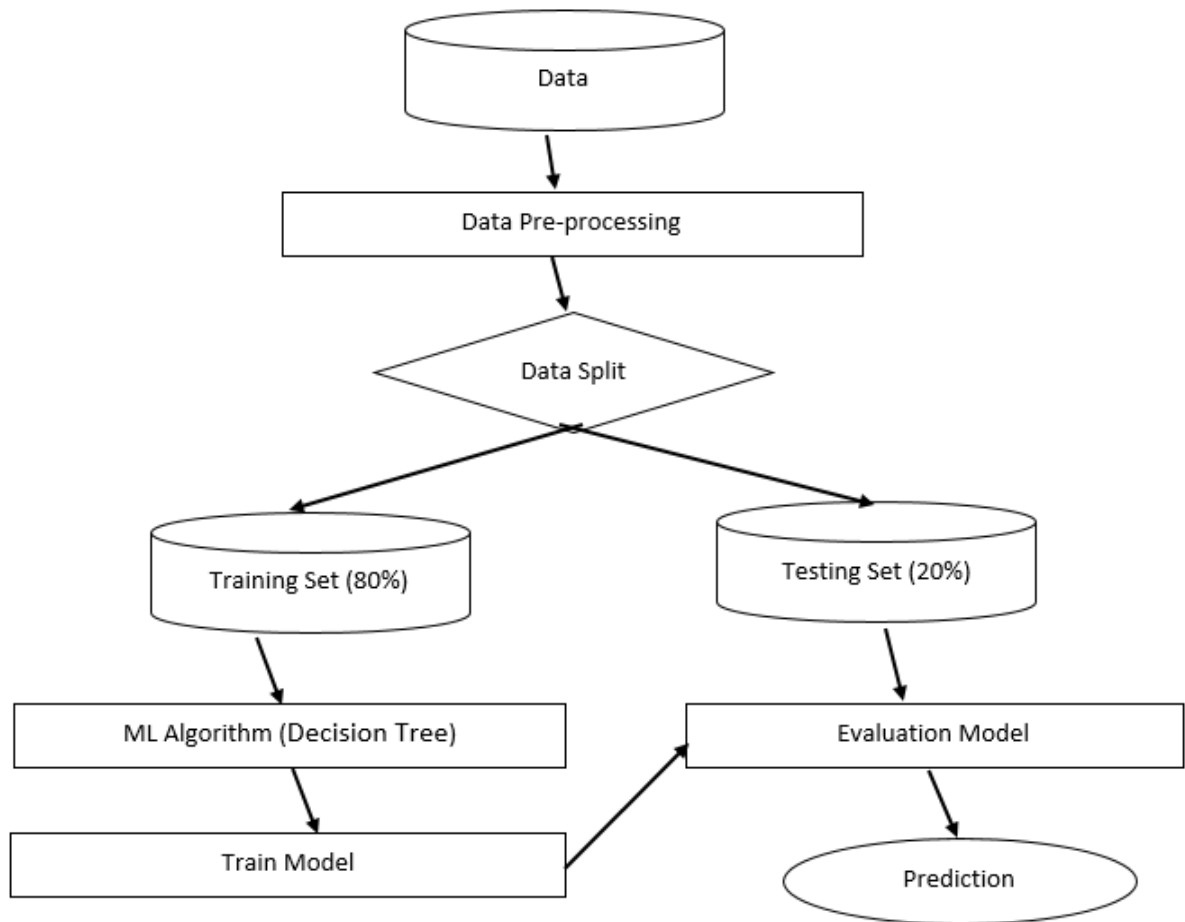 Data
Data Pre-processing
Data Split
Training Set (80%)
Testing Set (20%)
ML Algorithm (Decision Tree)
Evaluation Model
Train Model
Prediction